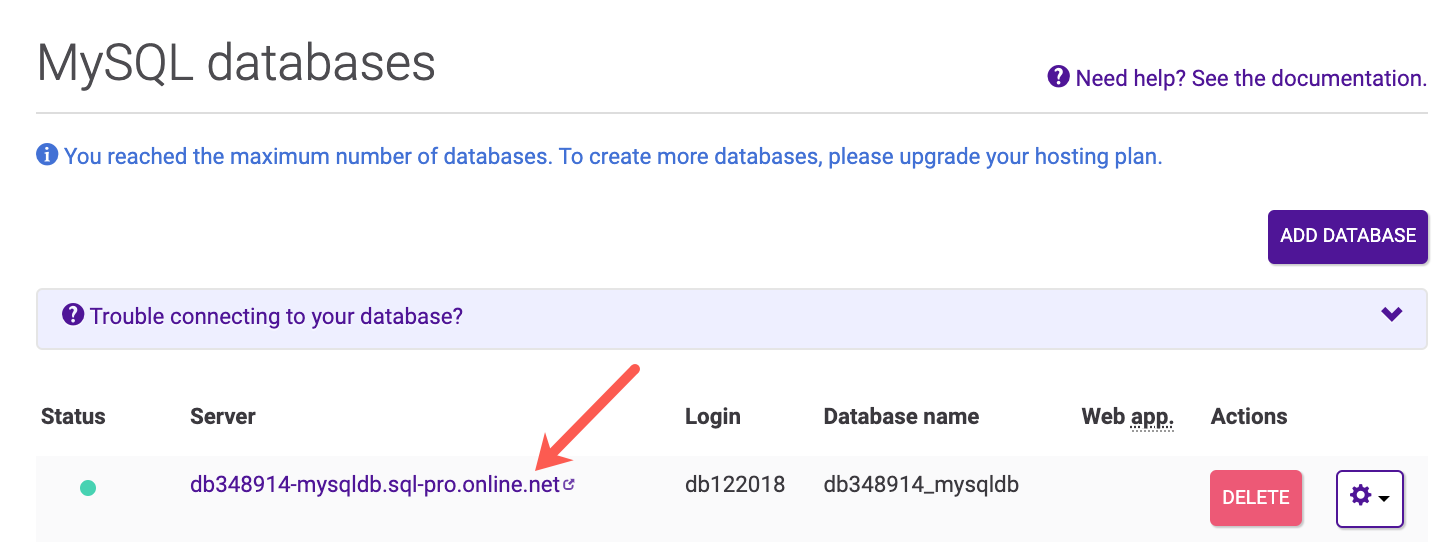 MySQL databases
Need help? See the documentation.
You reached the maximum number of databases. To create more databases, please upgrade your hosting plan.
ADD DATABASE
Trouble connecting to your database?
Status Server Login Database name Web app. Actions
db348914-mysqldb.sql-pro.online.net db122018 db348914_mysqldb DELETE